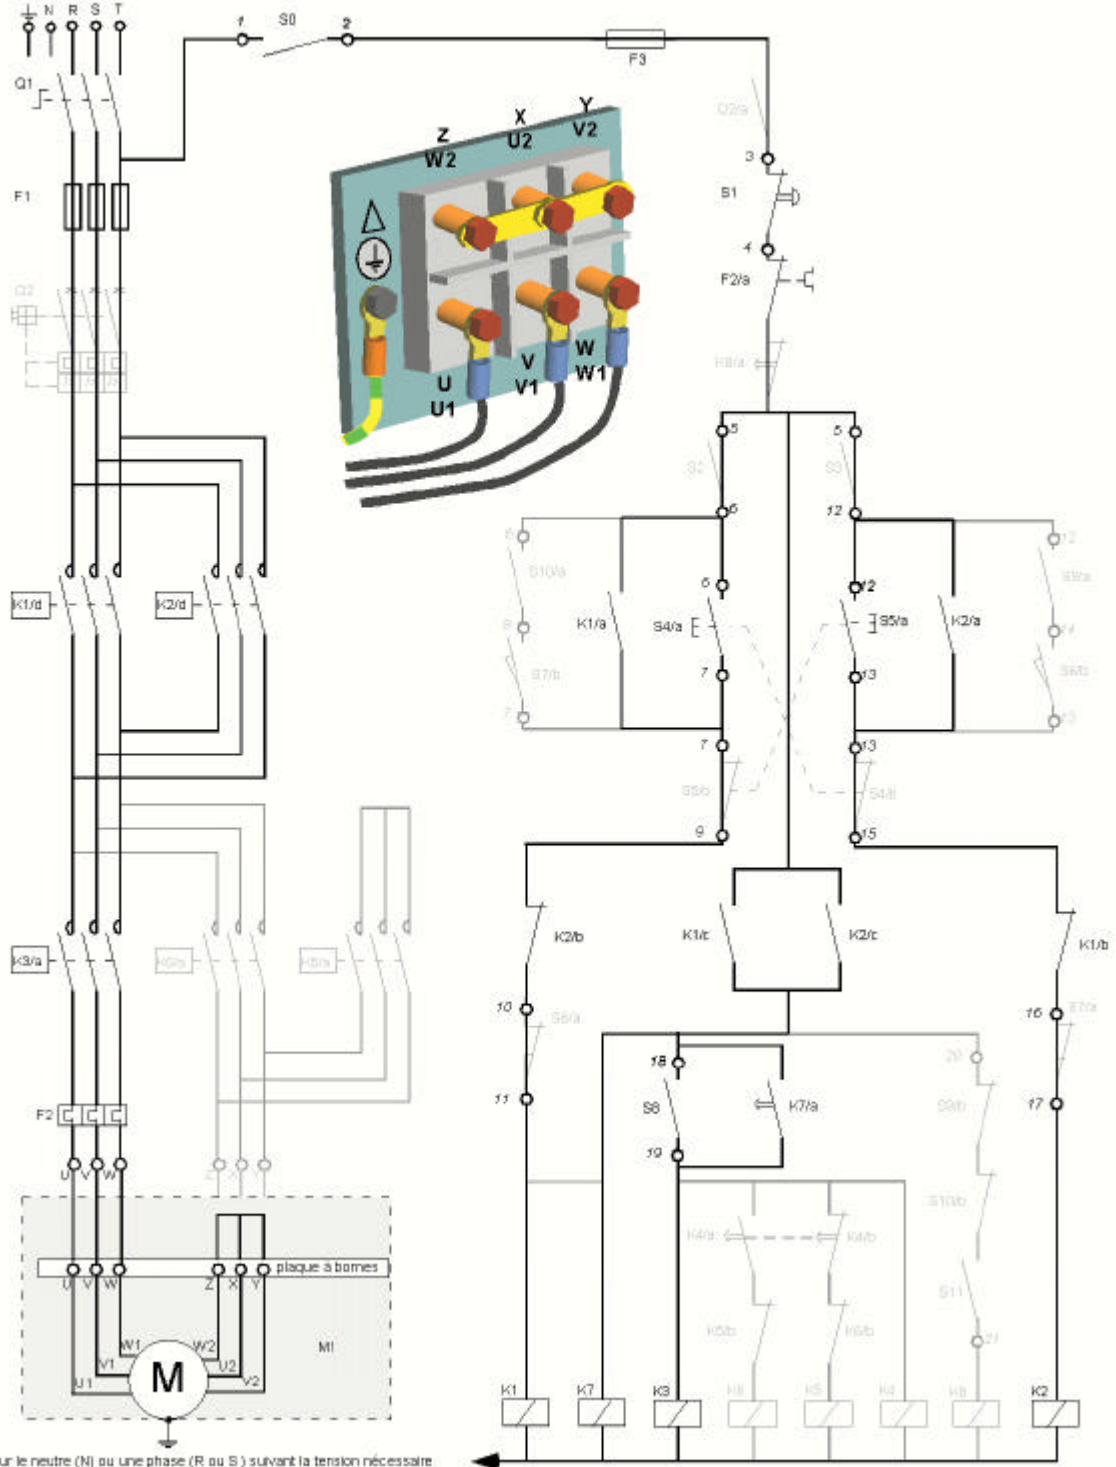 N R S T
1 S0 2
F3
Q1
Q2/a
3
S1
F1
4
F2/a
Z
W2
X
U2
Y
V2
U
U1
V
V1
W
W1
Q2
5 5
S2 S3
6 12
6 12
S10/a S9/a
K1/d K2/d
6 12
8 K1/a S4/a S5/a K2/a 14
S7/b S6/b
7 13
7 13
7 13
S5/b S4/b
9 15
K2/b K1/c K2/c K1/b
K3/a K6/a K5/a
10 16
S6/a S7/a
18 20
11 17
S8 K7/a S9/b
F2
19
U V W Z X Y
S10/b
K4/a K4/b
plaque à bornes
U V W Z X Y
S11
K5/b K6/b
21
W1 W2
M1
V1 U2
M
U1 V2
K1 K7 K3 K6 K5 K4 K8 K2
ur le neutre (N) ou une phase (R ou S) suivant la tension nécessaire